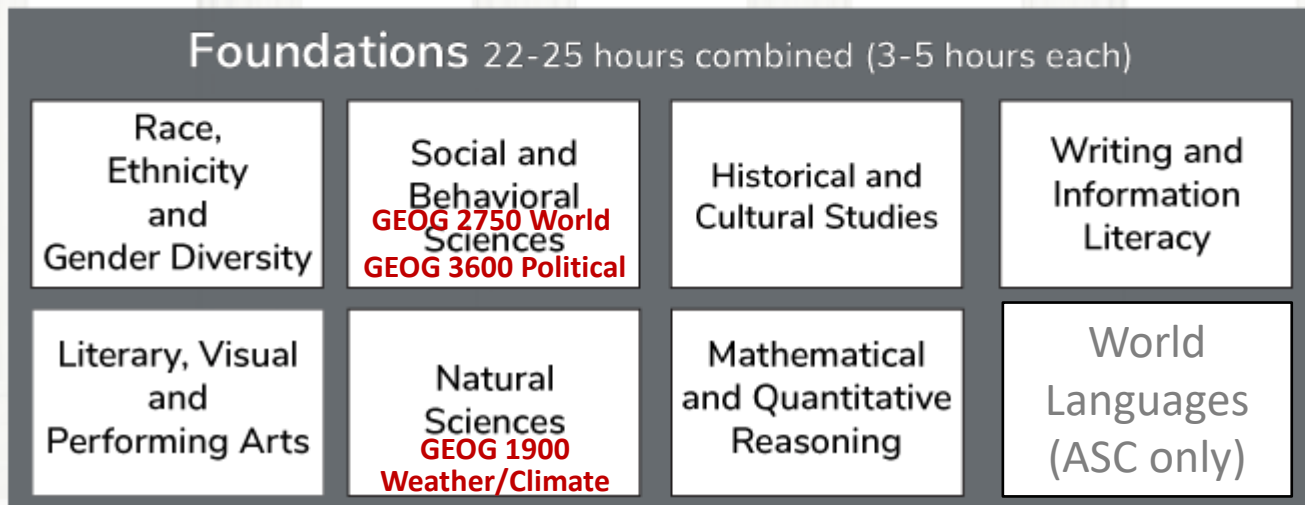 Foundations 22-25 hours combined (3-5 hours each)
Race,
Ethnicity
and
Gender Diversity
Social and
Behavioral
GEOG 2750 World
Sciences
GEOG 3600 Political
Historical and
Cultural Studies
Writing and
Information
Literacy
Literary, Visual
and
Performing Arts
Natural
Sciences
GEOG 1900
Weather/Climate
Mathematical
and Quantitative
Reasoning
World
Languages
(ASC only)